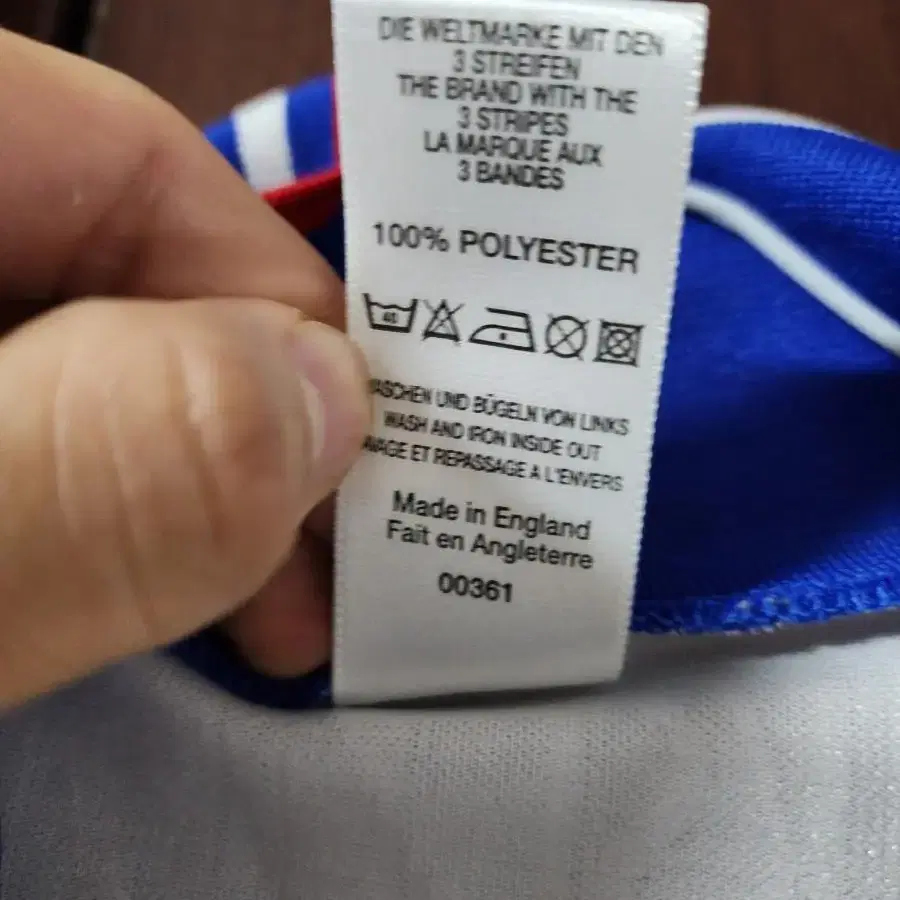 DIE WELTMARKE MIT DEN
3 STREIFEN
THE BRAND WITH THE
3 STRIPES
LA MARQUE AUX
3 BANDES
100% POLYESTER
40
UND BÜGELN VON LINKS
WASH AND IRON INSIDE OUT
ET REPASSAGE A L'ENVERS
Made in England
Fait en Angleterre
00361